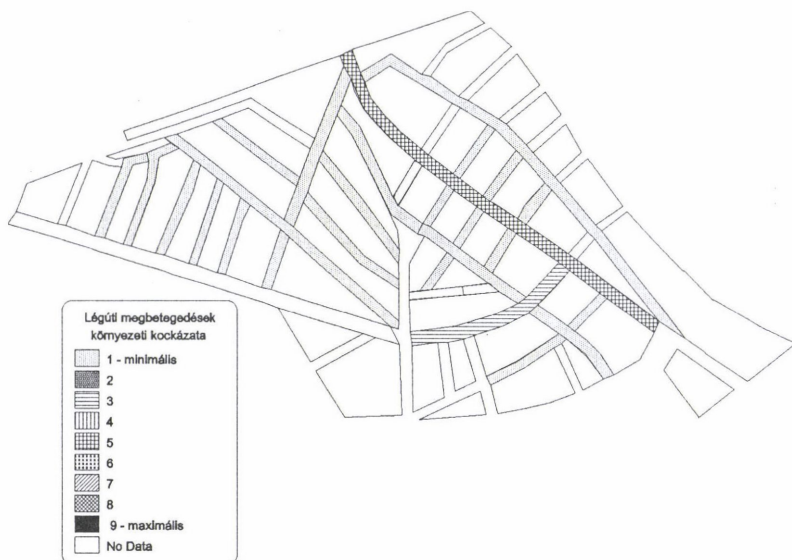 Légúti megbetegedések
környezeti kockázata
1 - minimális
2
3
4
5
6
7
8
9 - maximális
No Data